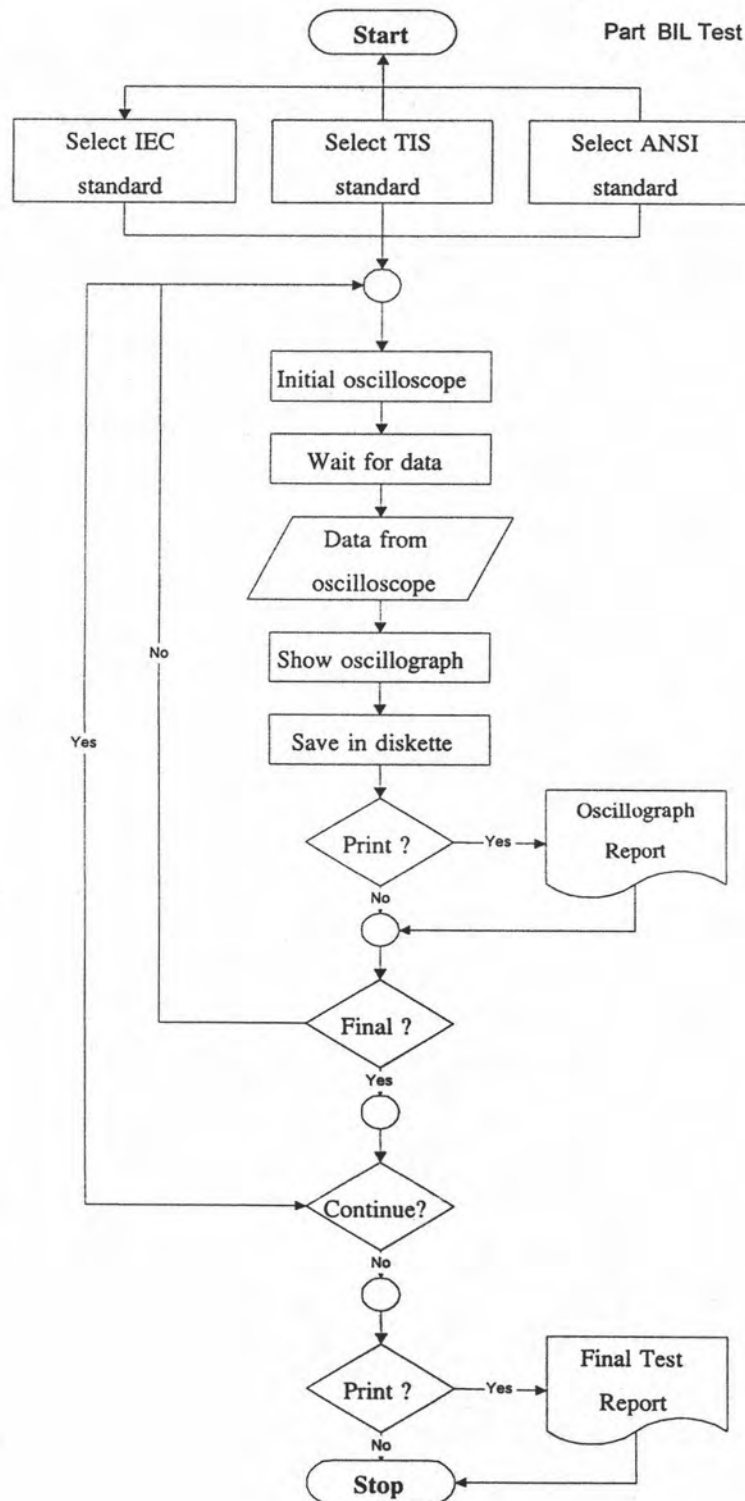 Start
Part BIL Test
Select IEC
standard
Select TIS
standard
Select ANSI
standard
Initial oscilloscope
Wait for data
Data from
oscilloscope
Show oscillograph
No
Yes
Save in diskette
Print ?
Yes
Oscillograph
Report
No
Final ?
Yes
Continue?
No
Print ?
Yes
Final Test
Report
No
Stop